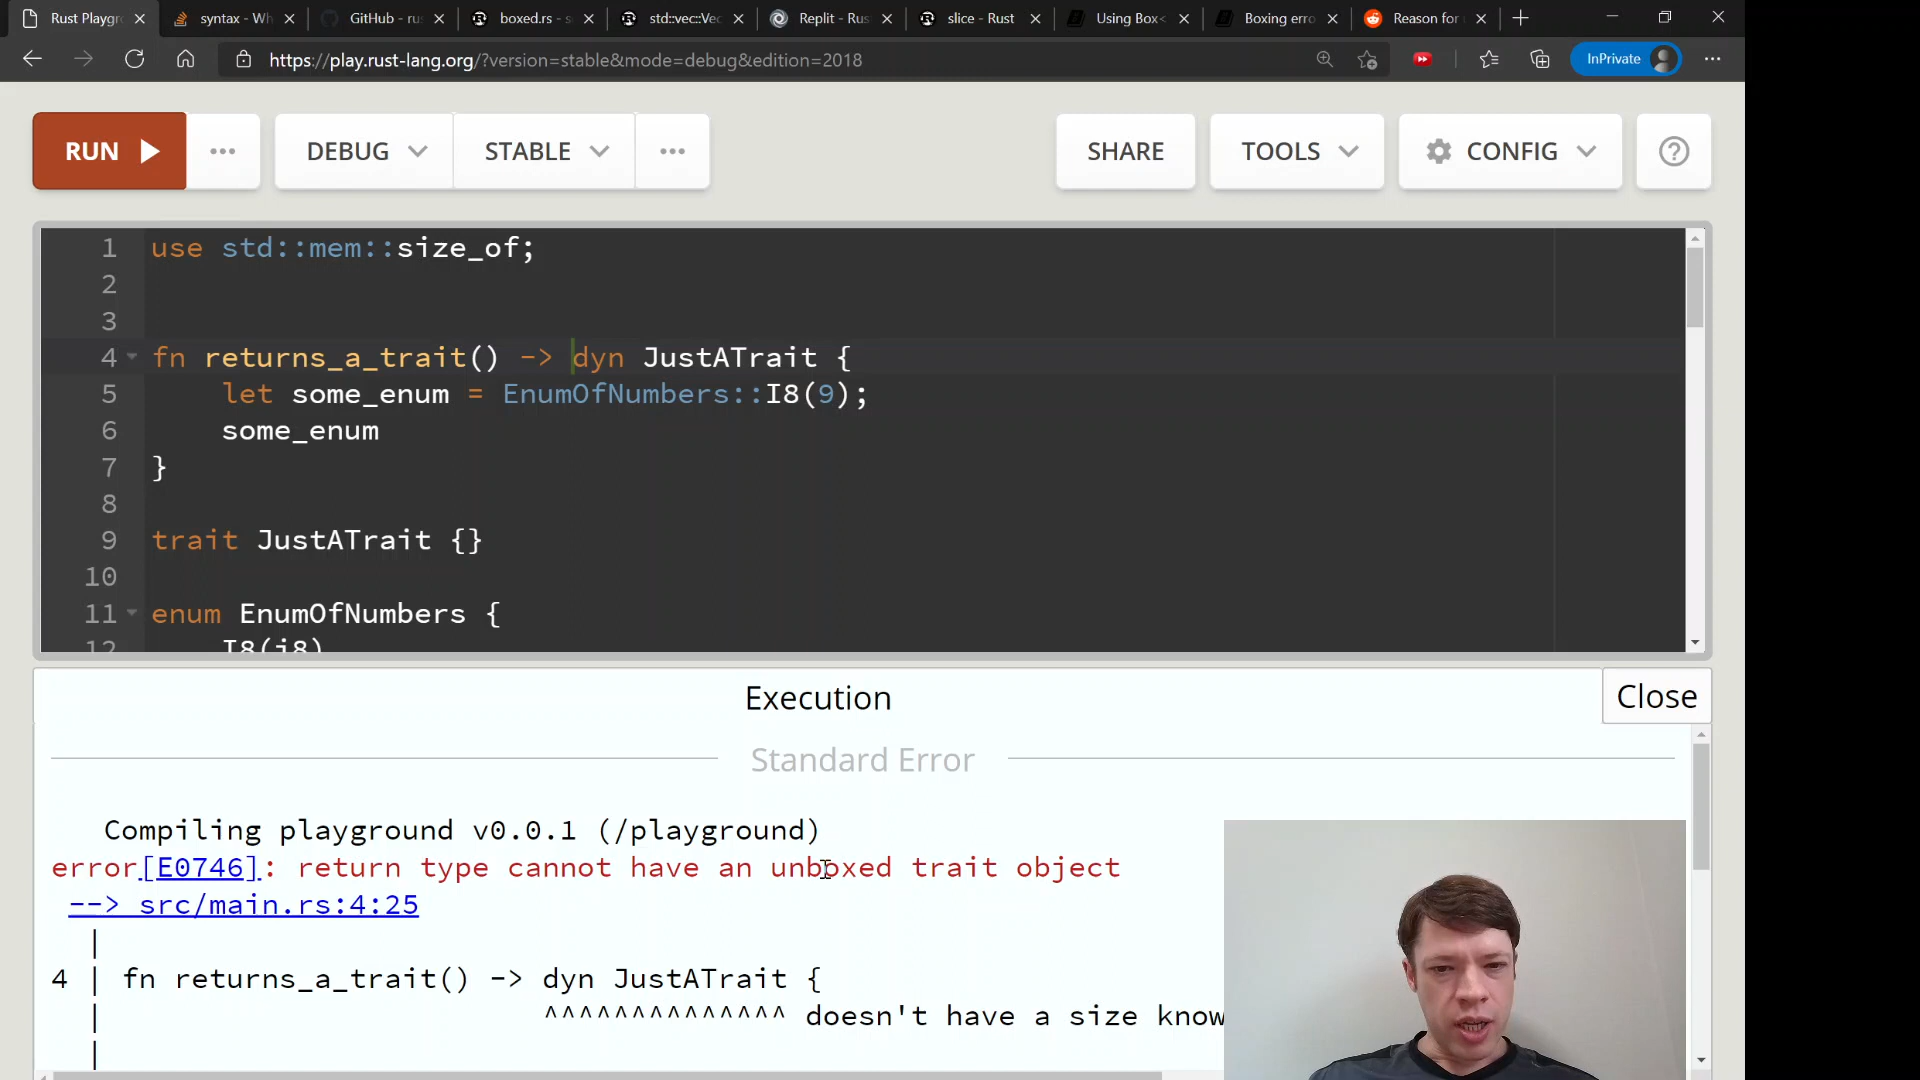 Rust Playgro
syntax - Wh
GitHub - rus
boxed.rs - s
std::vec::Vec
Replit - Rus
slice - Rust
Using Box<
Boxing erro
Reason for
https://play.rust-lang.org/?version=stable&mode=debug&edition=2018
InPrivate
RUN
DEBUG
STABLE
SHARE
TOOLS
CONFIG
1 use std::mem::size_of;
2
3
4 fn returns_a_trait() -> dyn JustATrait {
5 let some_enum = EnumOfNumbers::I8(9);
6 some_enum
7 }
8
9 trait JustATrait {}
10
11 enum EnumOfNumbers {
12 I8(i8)
Execution
Close
Standard Error
Compiling playground v0.0.1 (/playground)
error[E0746]: return type cannot have an unboxed trait object
--> src/main.rs:4:25
|
4 | fn returns_a_trait() -> dyn JustATrait {
| ^^^^^^^^^^^^^^ doesn't have a size know
|